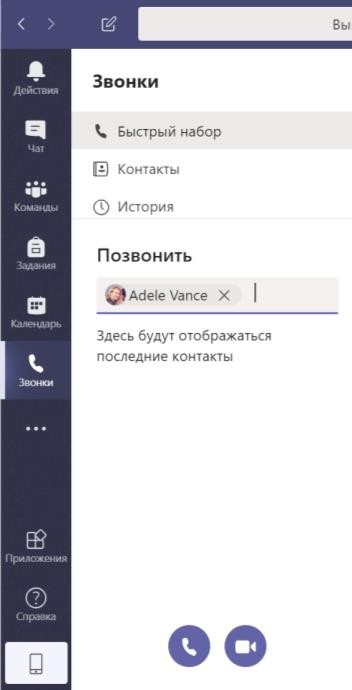 Вы
Действия
Чат
Команды
Задания
Календарь
Звонки
Приложения
Справка
Звонки
Быстрый набор
Контакты
История
Позвонить
Adele Vance
Здесь будут отображаться
последние контакты